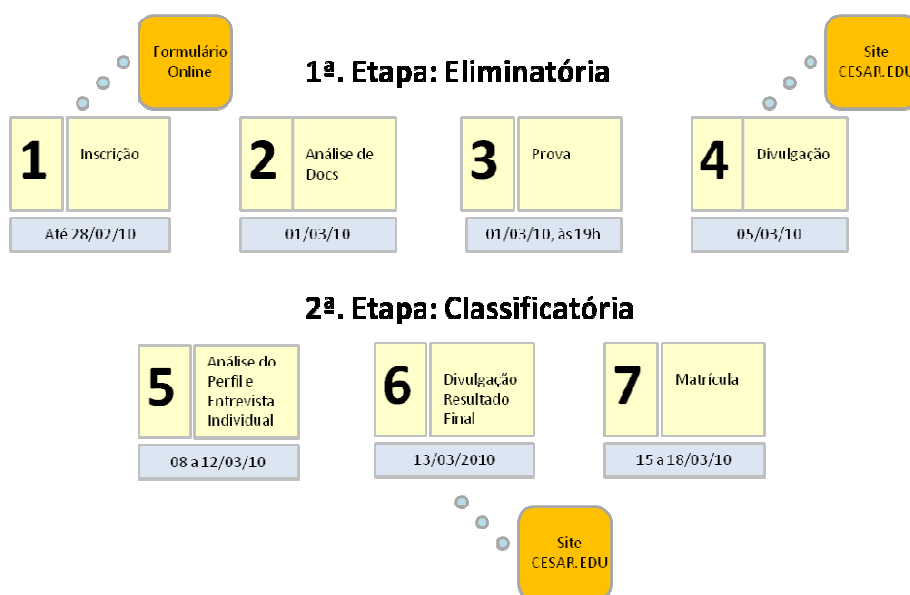 Formulário
Online
1ª. Etapa: Eliminatória
Site
CESAR.EDU
1
Inscrição
Até 28/02/10
2
Análise de
Docs
01/03/10
3
Prova
01/03/10, às 19h
4
Divulgação
05/03/10
2ª. Etapa: Classificatória
5
Análise do
Perfil e
Entrevista
Individual
08 a 12/03/10
6
Divulgação
Resultado
Final
13/03/2010
7
Matrícula
15 a 18/03/10
Site
CESAR.EDU